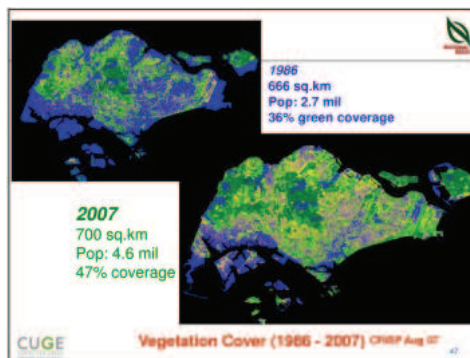 1986
666 sq.km
Pop: 2.7 mil
36% green coverage
2007
700 sq.km
Pop: 4.6 mil
47% coverage
CUGE
Vegetation Cover (1986 - 2007)